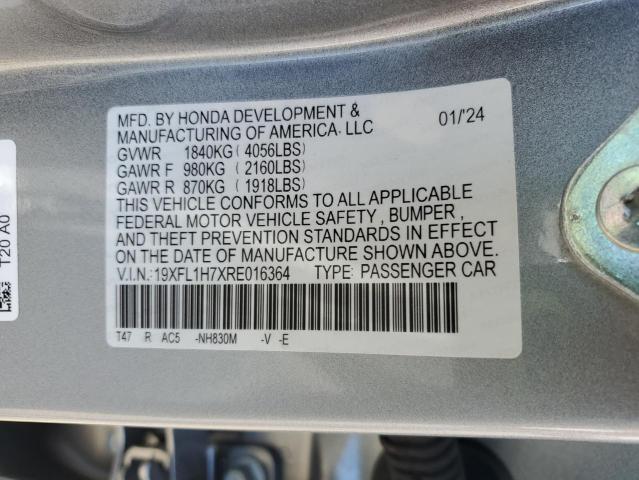 MFD. BY HONDA DEVELOPMENT &
MANUFACTURING OF AMERICA, LLC 01/'24
GVWR 1840KG ( 4056LBS)
GAWR F 980KG ( 2160LBS)
GAWR R 870KG ( 1918LBS)
THIS VEHICLE CONFORMS TO ALL APPLICABLE
FEDERAL MOTOR VEHICLE SAFETY , BUMPER ,
AND THEFT PREVENTION STANDARDS IN EFFECT
ON THE DATE OF MANUFACTURE SHOWN ABOVE.
V.I.N.:19XFL1H7XRE016364 TYPE: PASSENGER CAR
T47 R AC5 -NH830M -V -E
T20 A0